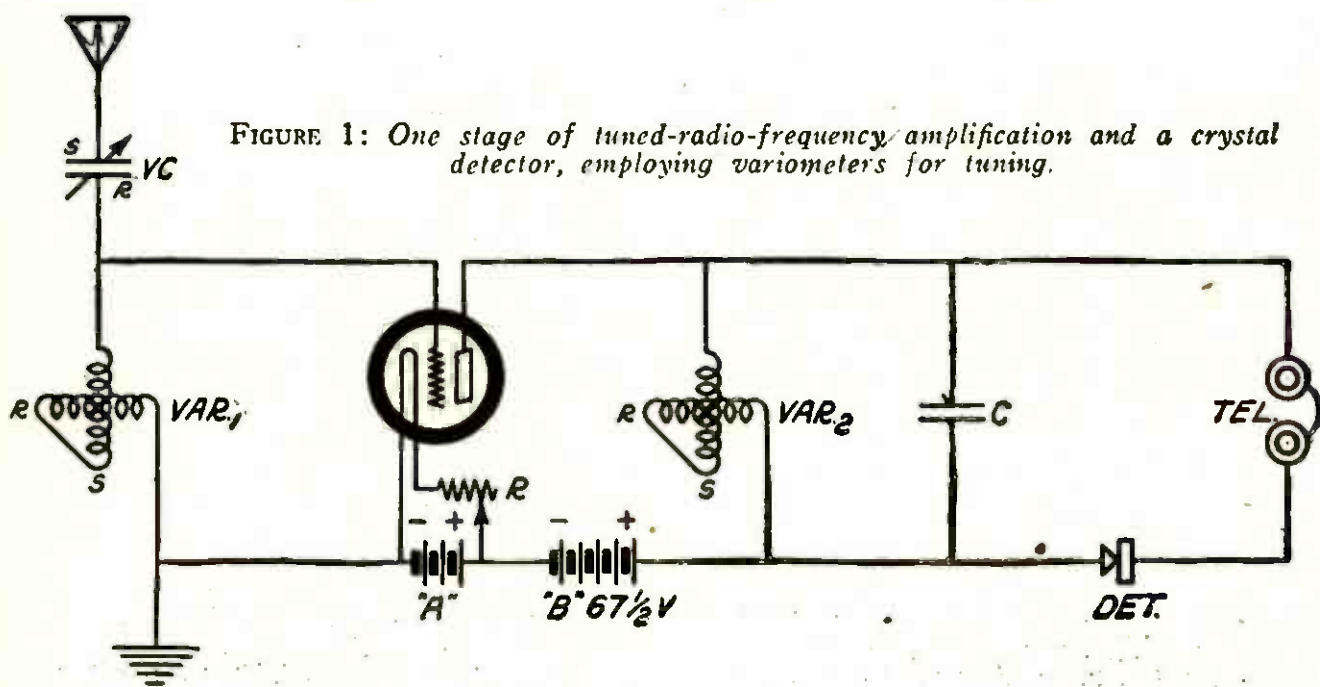 FIGURE 1: One stage of tuned-radio-frequency amplification and a crystal
detector, employing variometers for tuning.
S
VC
R
R
VAR.1
S
R
- +
"A"
- +
"B" 67½ V
R
VAR.2
S
C
TEL.
DET.